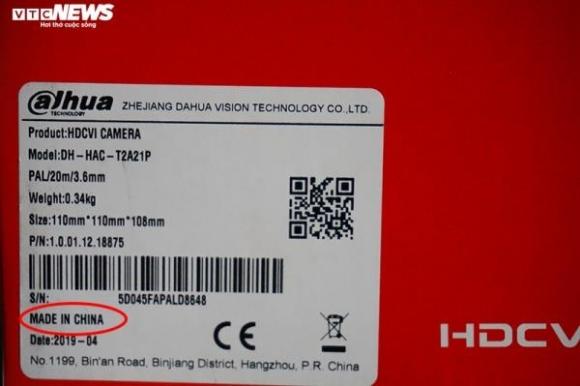 VTC NEWS
Hơi thở cuộc sống
alhua
TECHNOLOGY
ZHEJIANG DAHUA VISION TECHNOLOGY CO.,LTD.
Product:HDCVI CAMERA
Model:DH-HAC-T2A21P
PAL/20m/3.6mm
Weight:0.34kg
Size:110mm*110mm*108mm
P/N:1.0.01.12.18875
S/N: 5D045FAPALD8648
MADE IN CHINA
Date:2019-04
CE
HDCV
No.1199, Bin'an Road, Binjiang District, Hangzhou, P.R. China